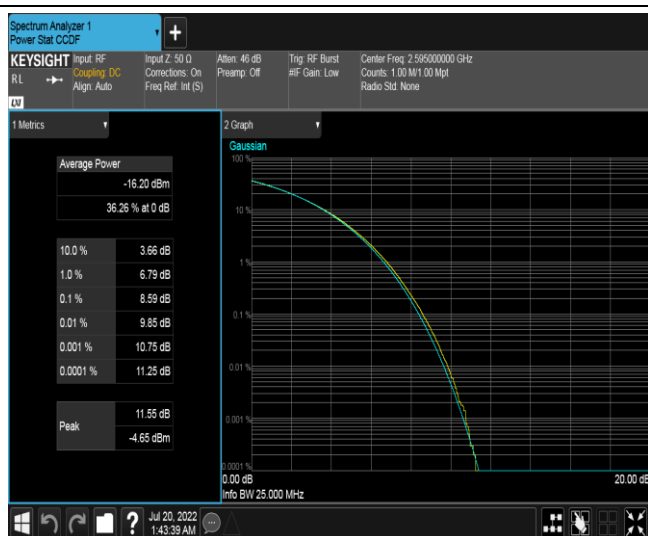 Spectrum Analyzer 1
Power Stat CCDF
KEYSIGHT
RL
LXI
Input: RF
Coupling: DC
Align: Auto
Input Z: 50 Ω
Corrections: On
Freq Ref: Int (S)
Atten: 46 dB
Preamp: Off
Trig: RF Burst
#IF Gain: Low
Center Freq: 2.595000000 GHz
Counts: 1.00 M/1.00 Mpt
Radio Std: None
1 Metrics
Average Power
-16.20 dBm
36.26 % at 0 dB
10.0 % 3.66 dB
1.0 % 6.79 dB
0.1 % 8.59 dB
0.01 % 9.85 dB
0.001 % 10.75 dB
0.0001 % 11.25 dB
Peak
11.55 dB
-4.65 dBm
2 Graph
Gaussian
100 %
10 %
1 %
0.1 %
0.01 %
0.001 %
0.0001 %
0.00 dB
20.00 dB
Info BW 25.000 MHz
?
Jul 20, 2022
1:43:39 AM